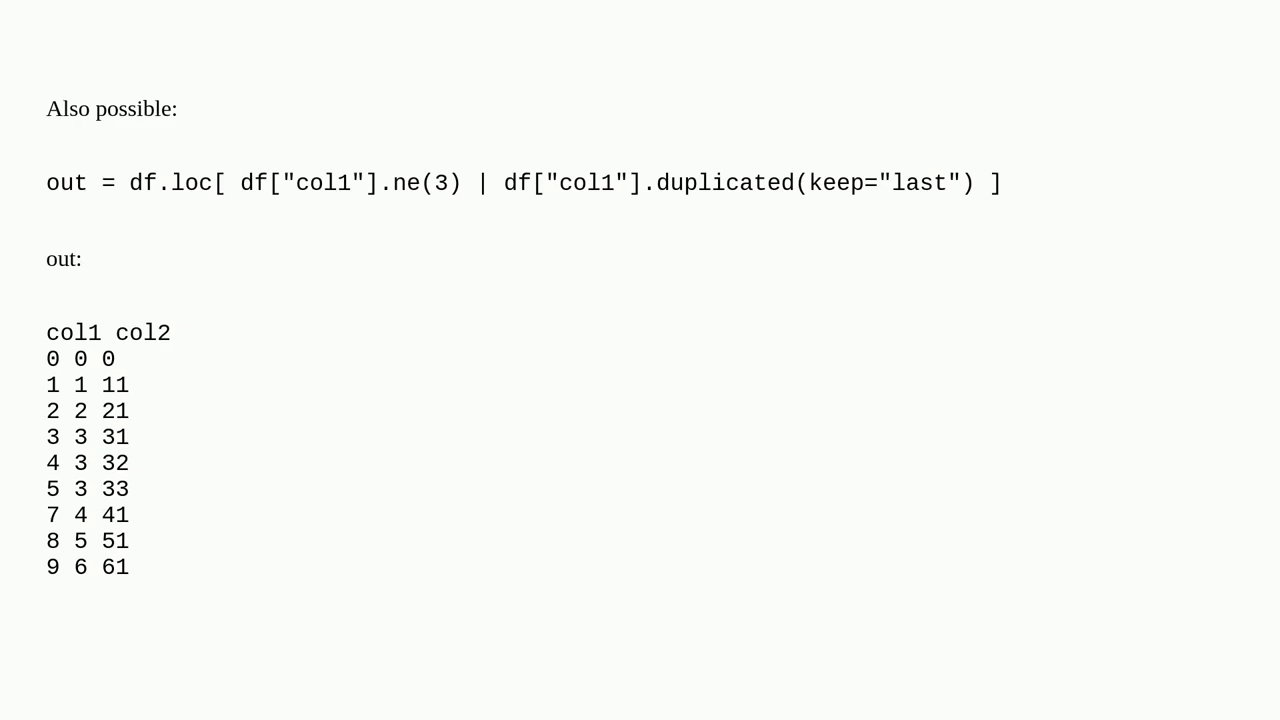 Also possible:
out = df.loc[ df["col1"].ne(3) | df["col1"].duplicated(keep="last") ]
out:
col1 col2
0 0 0
1 1 11
2 2 21
3 3 31
4 3 32
5 3 33
7 4 41
8 5 51
9 6 61